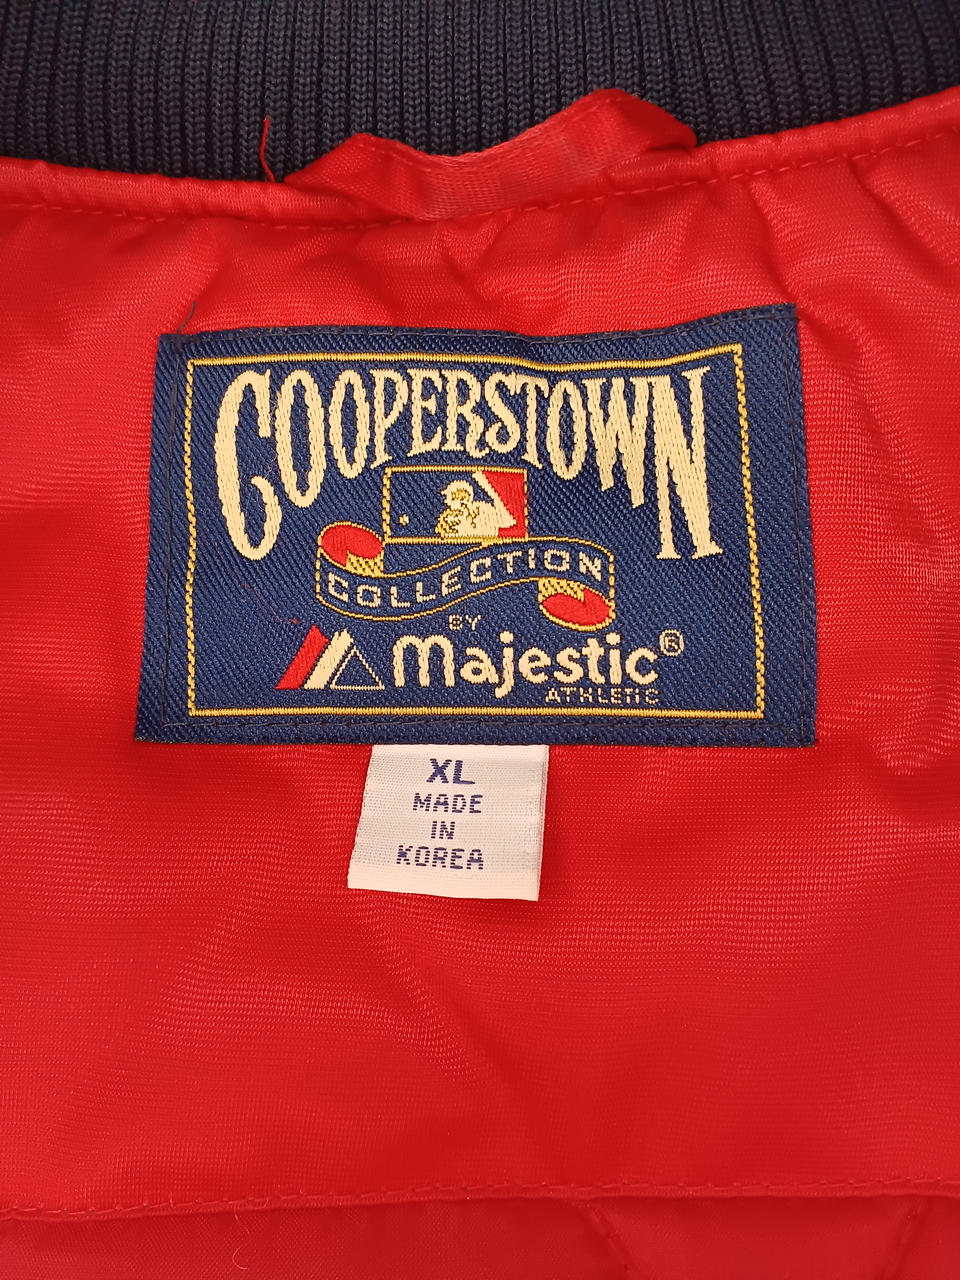 COOPERSTOWN
COLLECTION
BY
Majestic®
ATHLETIC
XL
MADE
IN
KOREA